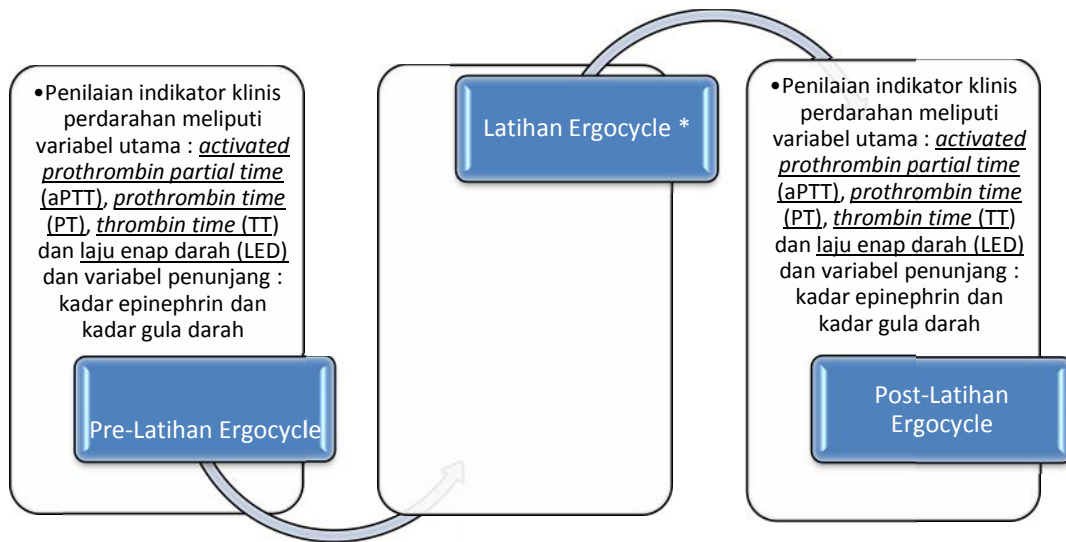 •Penilaian indikator klinis
perdarahan meliputi
variabel utama : activated
prothrombin partial time
(aPTT), prothrombin time
(PT), thrombin time (TT)
dan laju enap darah (LED)
dan variabel penunjang :
kadar epinephrin dan
kadar gula darah
Pre-Latihan Ergocycle
Latihan Ergocycle *
•Penilaian indikator klinis
perdarahan meliputi
variabel utama : activated
prothrombin partial time
(aPTT), prothrombin time
(PT), thrombin time (TT)
dan laju enap darah (LED)
dan variabel penunjang :
kadar epinephrin dan
kadar gula darah
Post-Latihan
Ergocycle